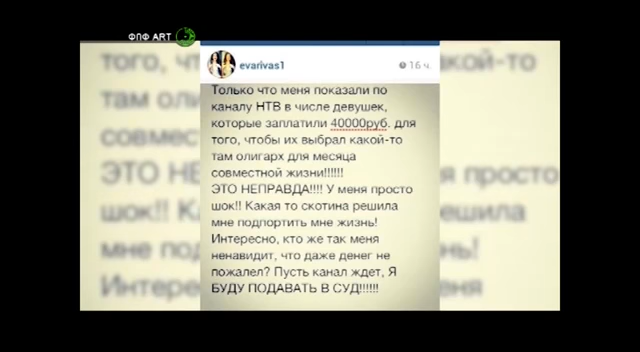 ՓՈՓ ART
evarivas1
16 ч.
Только что меня показали по
каналу НТВ в числе девушек,
которые заплатили 40000руб. для
того, чтобы их выбрал какой-то
там олигарх для месяца
совместной жизни!!!!!!
ЭТО НЕПРАВДА!!!! У меня просто
шок!! Какая то скотина решила
мне подпортить мне жизнь!
Интересно, кто же так меня
ненавидит, что даже денег не
пожалел? Пусть канал ждет, Я
БУДУ ПОДАВАТЬ В СУД!!!!!!